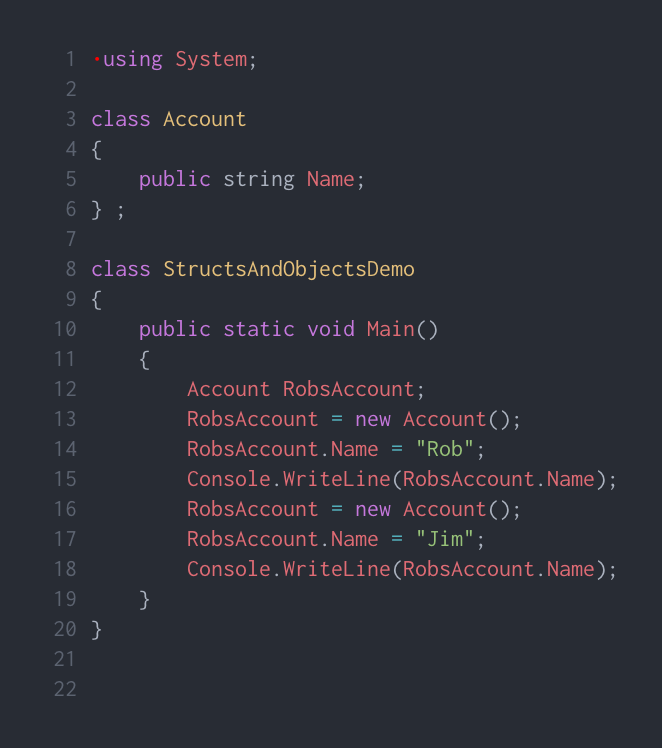 1 ·using System;
2
3 class Account
4 {
5     public string Name;
6 } ;
7
8 class StructsAndObjectsDemo
9 {
10     public static void Main()
11     {
12         Account RobsAccount;
13         RobsAccount = new Account();
14         RobsAccount.Name = "Rob";
15         Console.WriteLine(RobsAccount.Name);
16         RobsAccount = new Account();
17         RobsAccount.Name = "Jim";
18         Console.WriteLine(RobsAccount.Name);
19     }
20 }
21
22